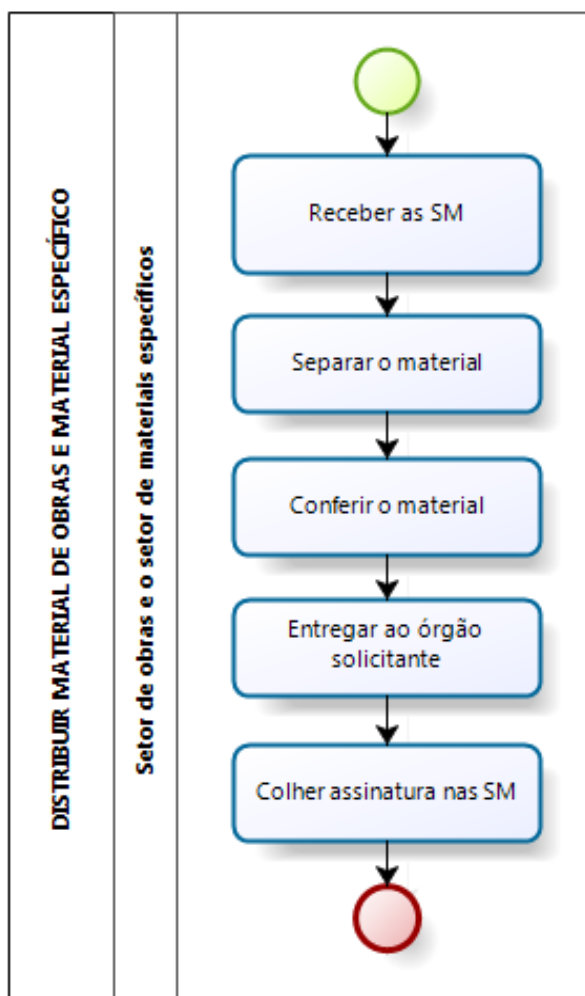 DISTRIBUIR MATERIAL DE OBRAS E MATERIAL ESPECÍFICO
Setor de obras e o setor de materiais específicos
Receber as SM
Separar o material
Conferir o material
Entregar ao órgão
solicitante
Colher assinatura nas SM